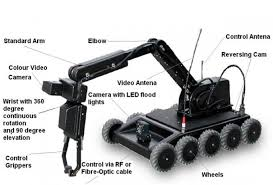 Control Antena
Standard Arm
Elbow
Reversing Cam
Colour Video
Camera
Video Antena
Camera with LED flood
lights
Wrist with 360
degree
continuous
rotation
and 90 degree
elevation
Control
Grippers
Control via RF or
Fibre-Optic cable
Wheels